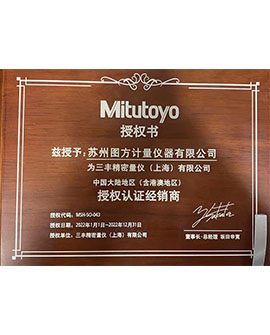 Mitutoyo
授权书
兹授予:苏州图方计量仪器有限公司
为三丰精密量仪（上海）有限公司
中国大陆地区（含港澳地区）
授权认证经销商
授权代码：MSH-SO-043
授权日期：2022年1月1日—2022年12月31日
授权单位：三丰精密量仪（上海）有限公司
董事长·总经理 坂田幸寛